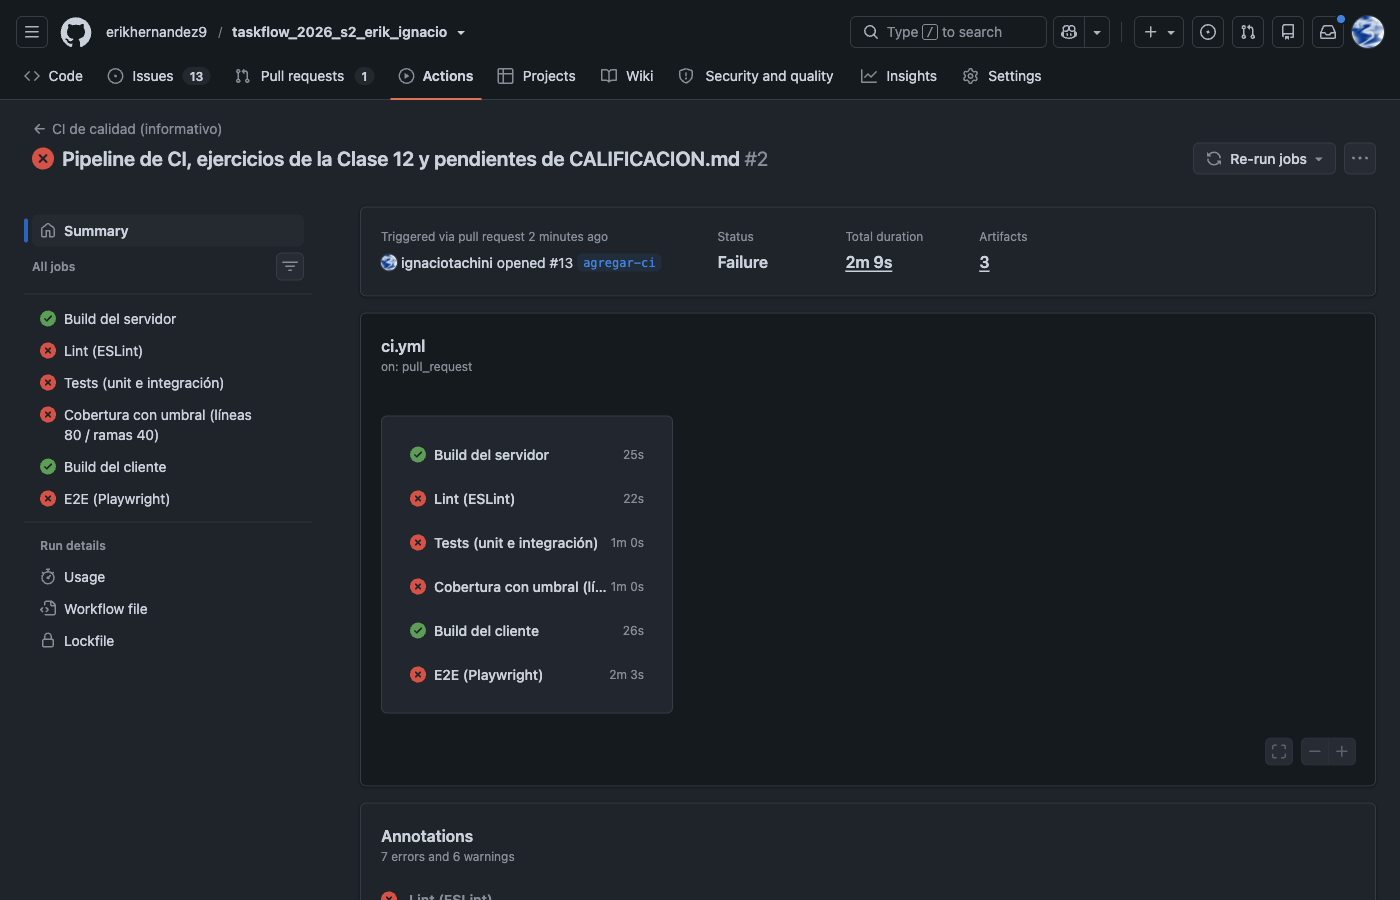 erikhernandez9 / taskflow_2026_s2_erik_ignacio
Type / to search
Code
Issues 13
Pull requests 1
Actions
Projects
Wiki
Security and quality
Insights
Settings
CI de calidad (informativo)
Pipeline de CI, ejercicios de la Clase 12 y pendientes de CALIFICACION.md #2
Re-run jobs
Summary
All jobs
Build del servidor
Lint (ESLint)
Tests (unit e integración)
Cobertura con umbral (líneas
80 / ramas 40)
Build del cliente
E2E (Playwright)
Run details
Usage
Workflow file
Lockfile
Triggered via pull request 2 minutes ago
ignaciotachini opened #13 agregar-ci
Status
Failure
Total duration
2m 9s
Artifacts
3
ci.yml
on: pull_request
Build del servidor 25s
Lint (ESLint) 22s
Tests (unit e integración) 1m 0s
Cobertura con umbral (lí... 1m 0s
Build del cliente 26s
E2E (Playwright) 2m 3s
Annotations
7 errors and 6 warnings
Lint (ESLint)